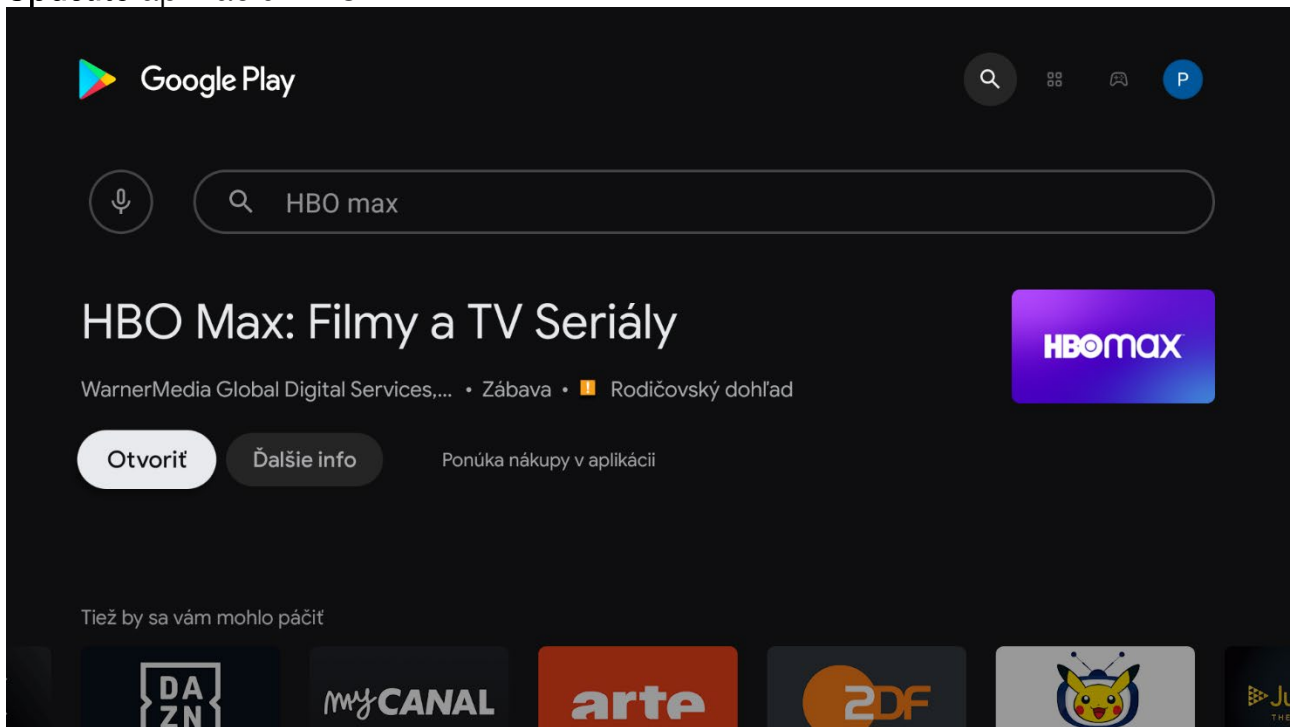 Google Play
P
HBO max
HBO Max: Filmy a TV Seriály
HBOmax
WarnerMedia Global Digital Services,... • Zábava • ! Rodičovský dohľad
Otvoriť Ďalšie info Ponúka nákupy v aplikácii
Tiež by sa vám mohlo páčiť
DAZN myCANAL arte 2DF